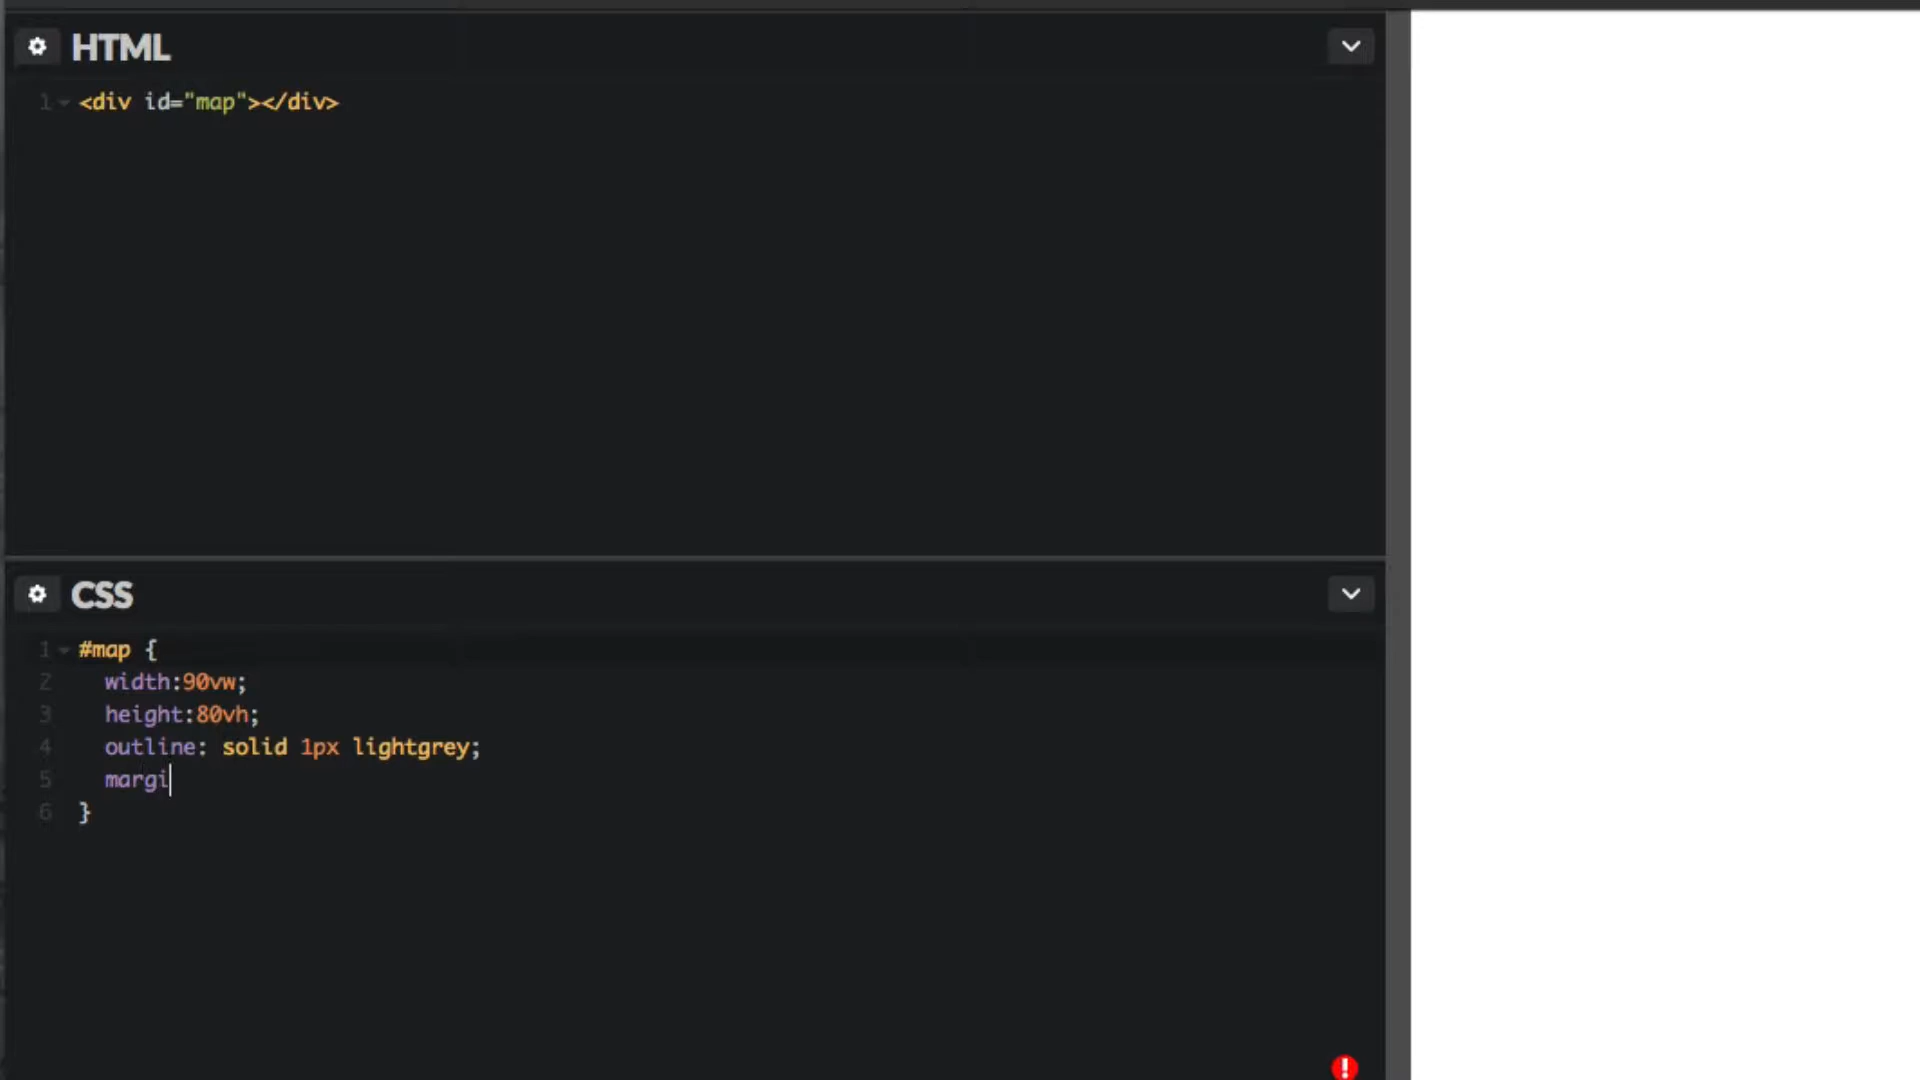 HTML
1 <div id="map"></div>
CSS
1 #map {
2 width:90vw;
3 height:80vh;
4 outline: solid 1px lightgrey;
5 margi
6 }